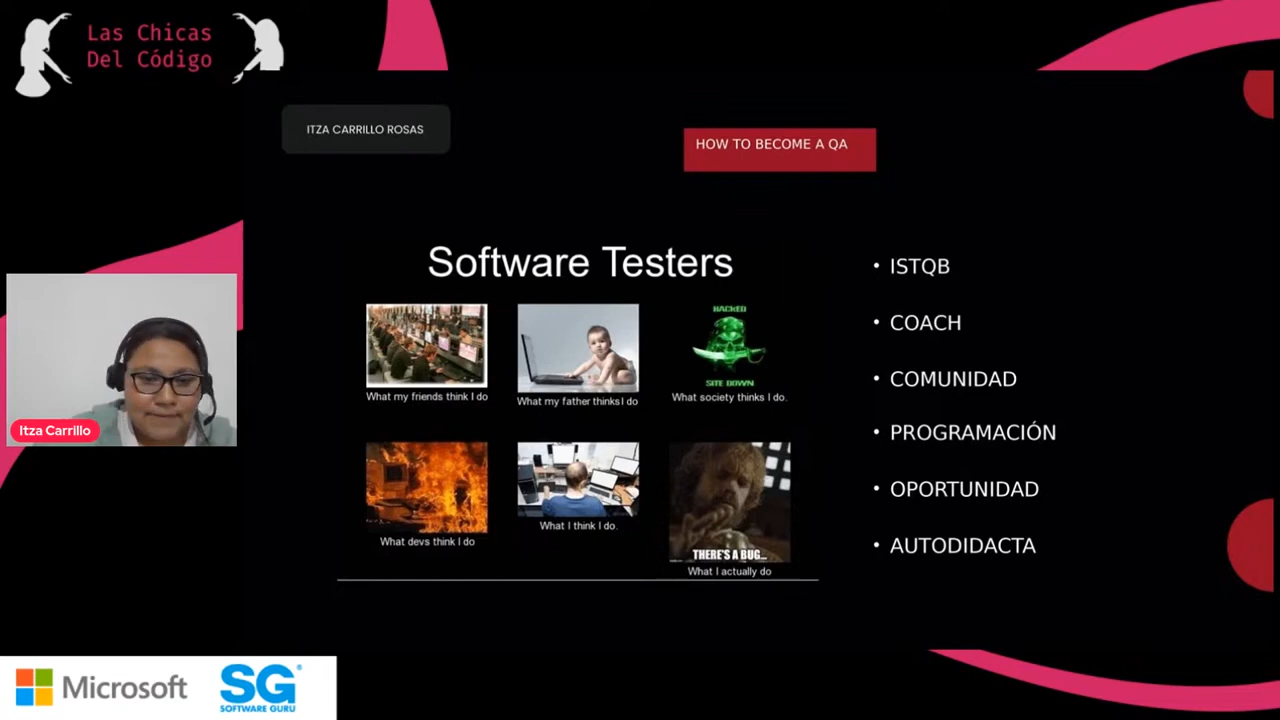 Las Chicas
Del Código
ITZA CARRILLO ROSAS
HOW TO BECOME A QA
Software Testers
What my friends think I do
What my father thinks I do
HACKED
SITE DOWN
What society thinks I do.
What devs think I do
What I think I do.
THERE'S A BUG...
What I actually do
• ISTQB
• COACH
• COMUNIDAD
• PROGRAMACIÓN
• OPORTUNIDAD
• AUTODIDACTA
Itza Carrillo
Microsoft
SG
SOFTWARE GURU